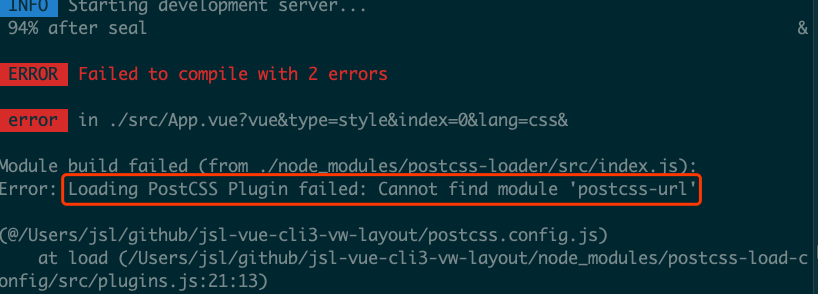 INFO Starting development server...
94% after seal &
ERROR Failed to compile with 2 errors
error in ./src/App.vue?vue&type=style&index=0&lang=css&
Module build failed (from ./node_modules/postcss-loader/src/index.js):
Error: Loading PostCSS Plugin failed: Cannot find module 'postcss-url'
(@/Users/jsl/github/jsl-vue-cli3-vw-layout/postcss.config.js)
at load (/Users/jsl/github/jsl-vue-cli3-vw-layout/node_modules/postcss-load-c
onfig/src/plugins.js:21:13)